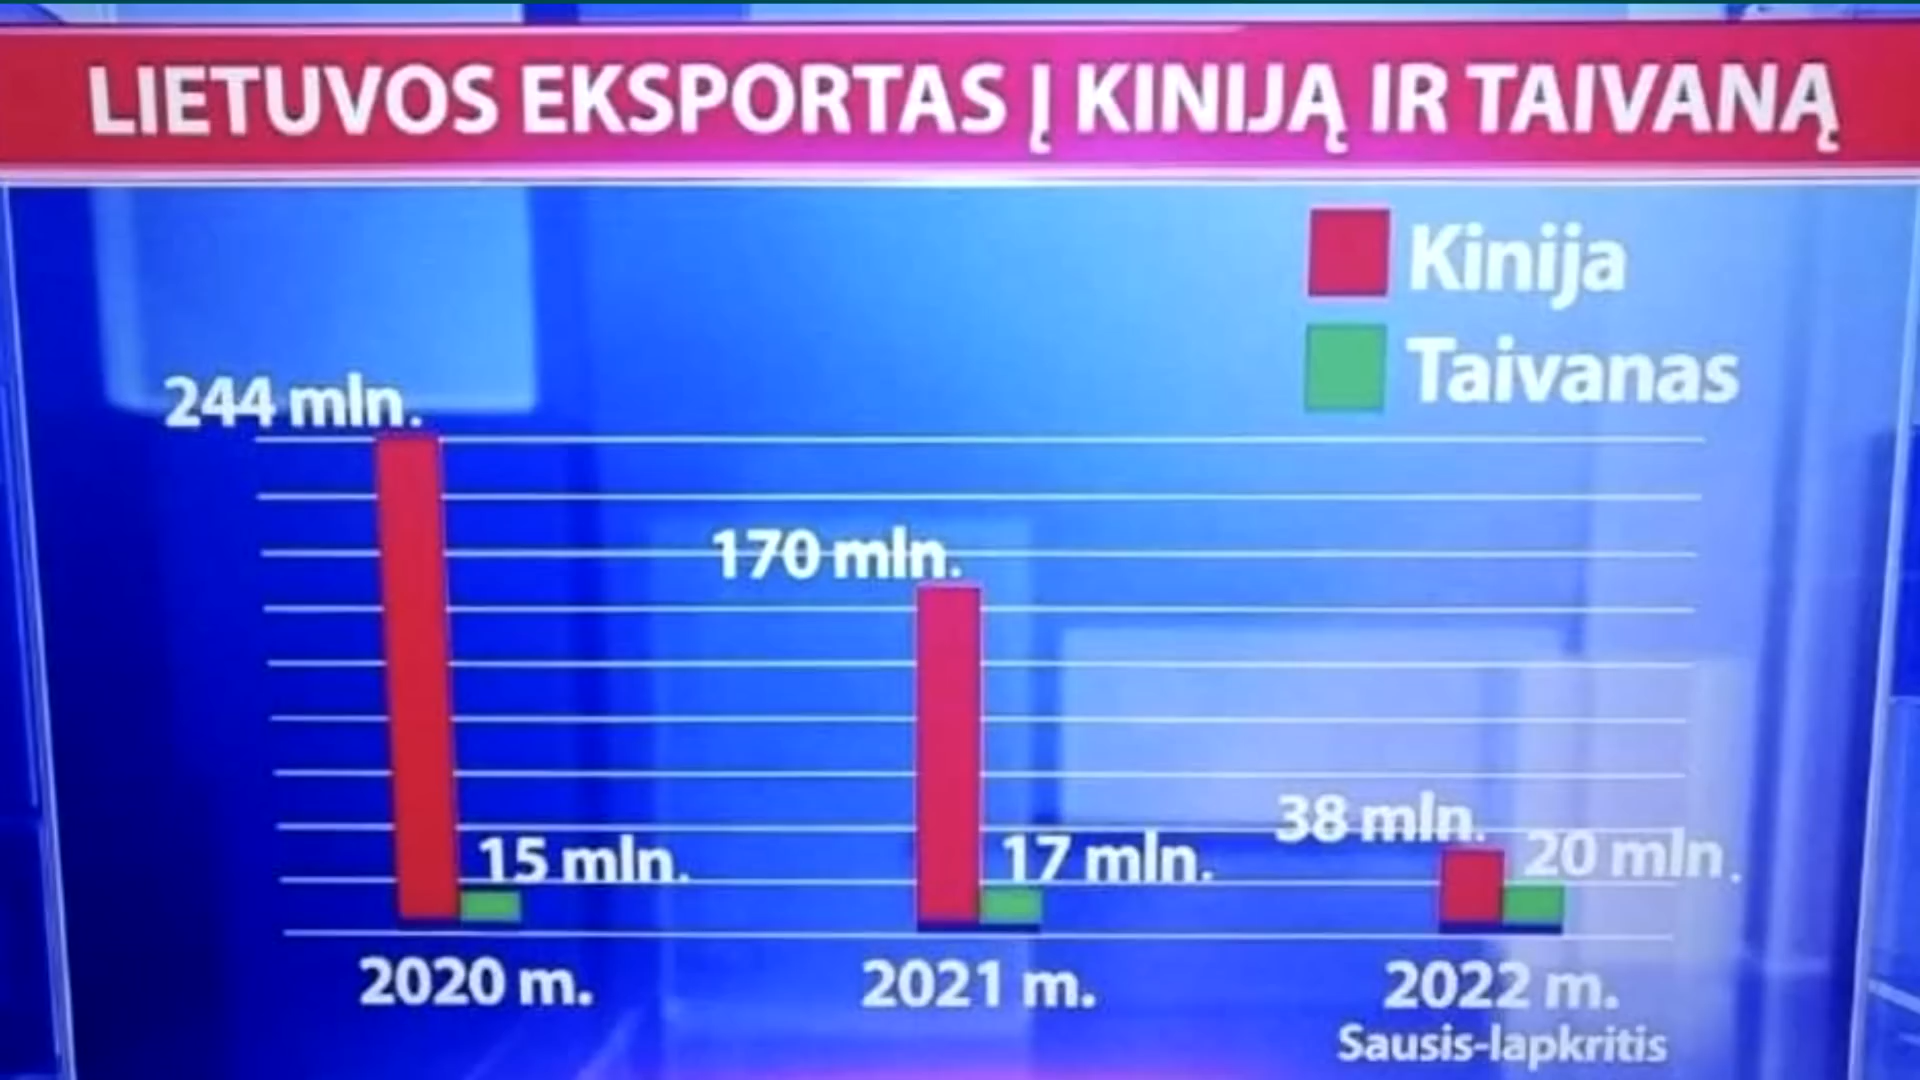 LIETUVOS EKSPORTAS Į KINIJĄ IR TAIVANĄ
Kinija
Taivanas
244 mln.
170 mln.
38 mln.
15 mln.
17 mln.
20 mln.
2020 m.
2021 m.
2022 m.
Sausis-lapkritis